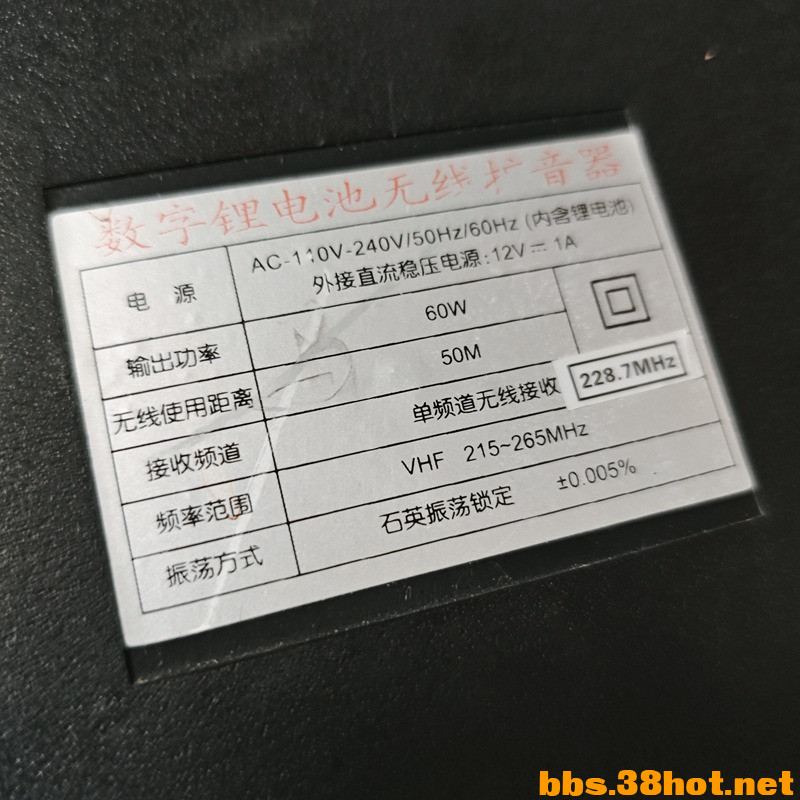 数字锂电池无线扩音器
电源 AC-110V-240V/50Hz/60Hz (内含锂电池)
外接直流稳压电源:12V⎓1A
输出功率 60W
无线使用距离 50M
接收频道 单频道无线接收 228.7MHz
频率范围 VHF 215~265MHz
振荡方式 石英振荡锁定 ±0.005%
bbs.38hot.net